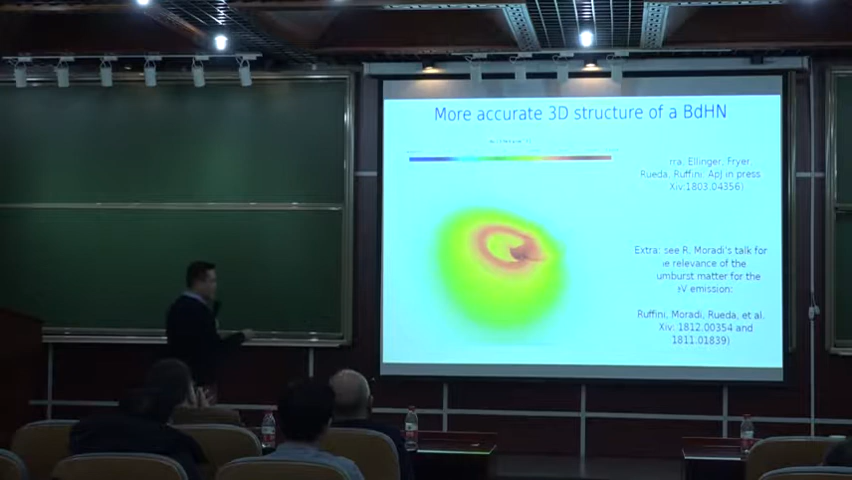 More accurate 3D structure of a BdHN
rra, Ellinger, Fryer,
Rueda, Ruffini, ApJ in press
Xiv:1803.04356)
Extra: see R. Moradi's talk for
e relevance of the
umburst matter for the
eV emission:
Ruffini, Moradi, Rueda, et al.
Xiv: 1812.00354 and
1811.01839)